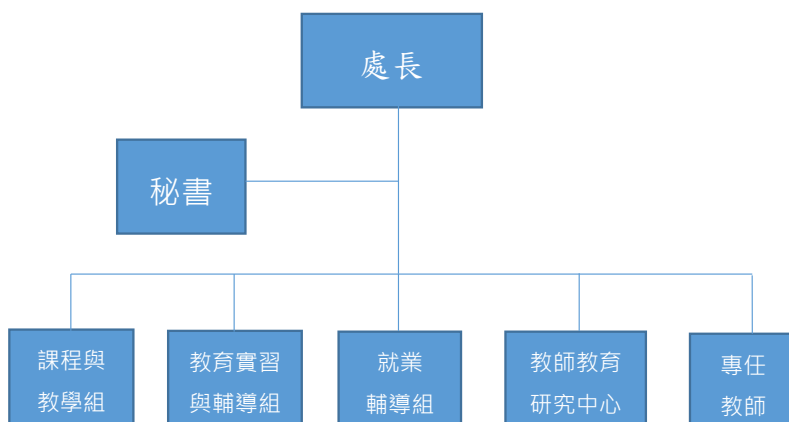 處長
秘書
課程與
教學組
教育實習
與輔導組
就業
輔導組
教師教育
研究中心
專任
教師